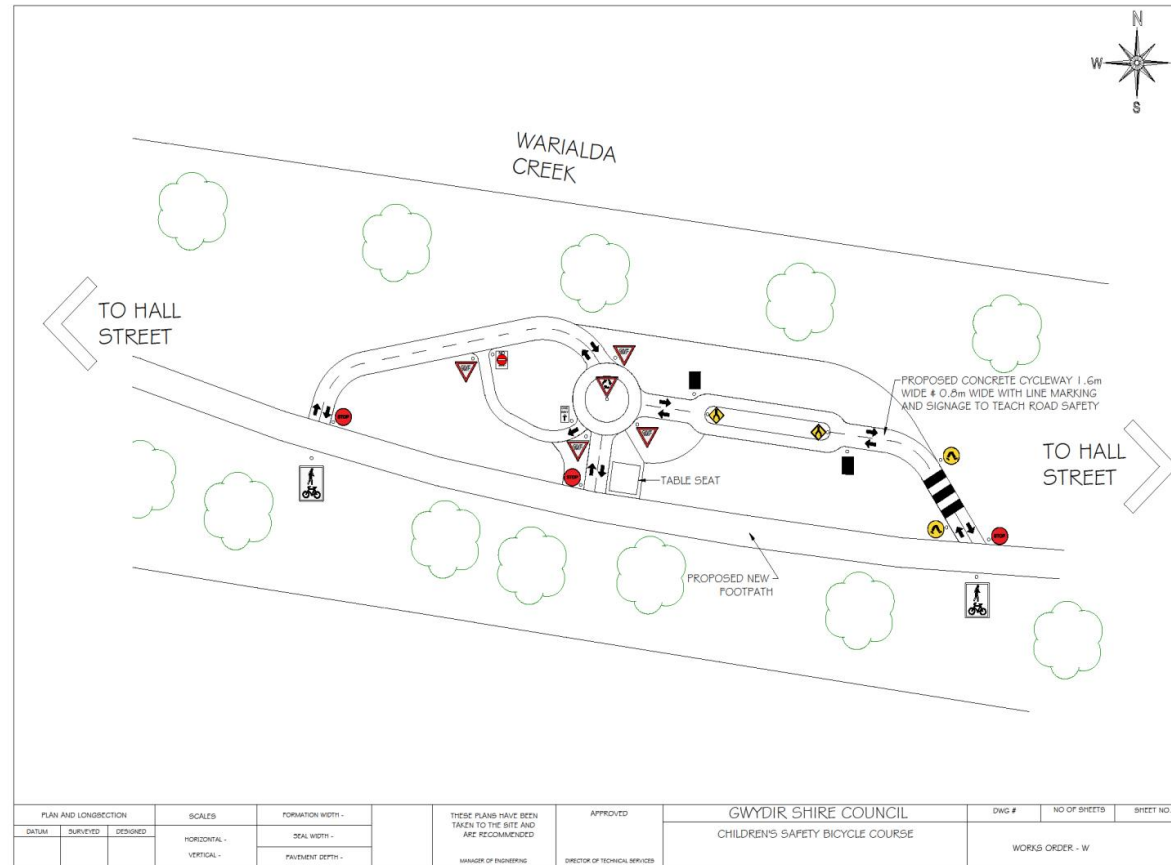 N
W
S
WARIALDA
CREEK
TO HALL
STREET
PROPOSED CONCRETE CYCLEWAY 1.6m
WIDE & 0.8m WIDE WITH LINE MARKING
AND SIGNAGE TO TEACH ROAD SAFETY
TO HALL
STREET
STOP
STOP
TABLE SEAT
STOP
PROPOSED NEW
FOOTPATH
PLAN AND LONGSECTION
DATUM
SURVEYED
DESIGNED
SCALES
HORIZONTAL -
VERTICAL -
FORMATION WIDTH -
SEAL WIDTH -
PAVEMENT DEPTH -
THESE PLANS HAVE BEEN
TAKEN TO THE SITE AND
ARE RECOMMENDED
MANAGER OF ENGINEERING
APPROVED
DIRECTOR OF TECHNICAL SERVICES
GWYDIR SHIRE COUNCIL
CHILDREN'S SAFETY BICYCLE COURSE
DWG #
NO OF SHEETS
SHEET NO.
WORKS ORDER - W